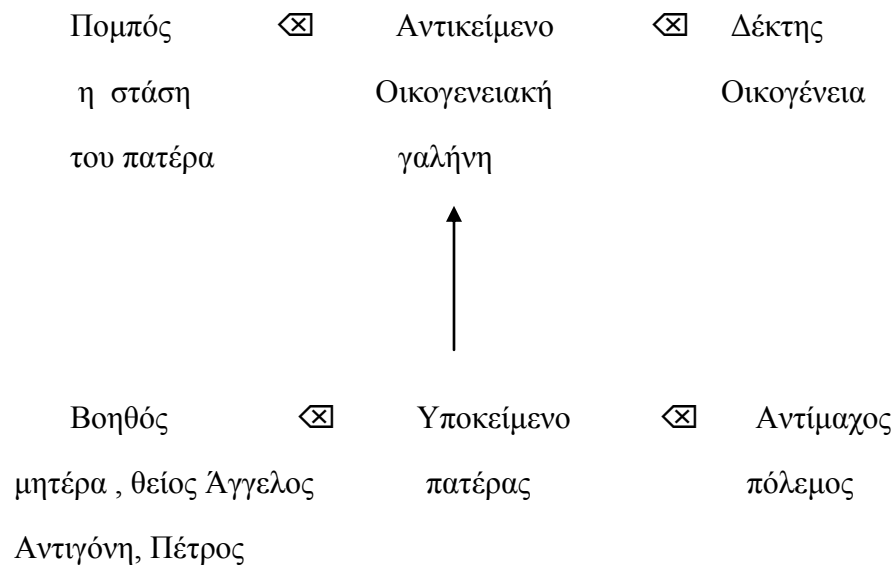 Πομπός ⌫ Αντικείμενο ⌫ Δέκτης
η στάση Οικογενειακή Οικογένεια
του πατέρα γαλήνη
Βοηθός ⌫ Υποκείμενο ⌫ Αντίμαχος
μητέρα , θείος Άγγελος πατέρας πόλεμος
Αντιγόνη, Πέτρος